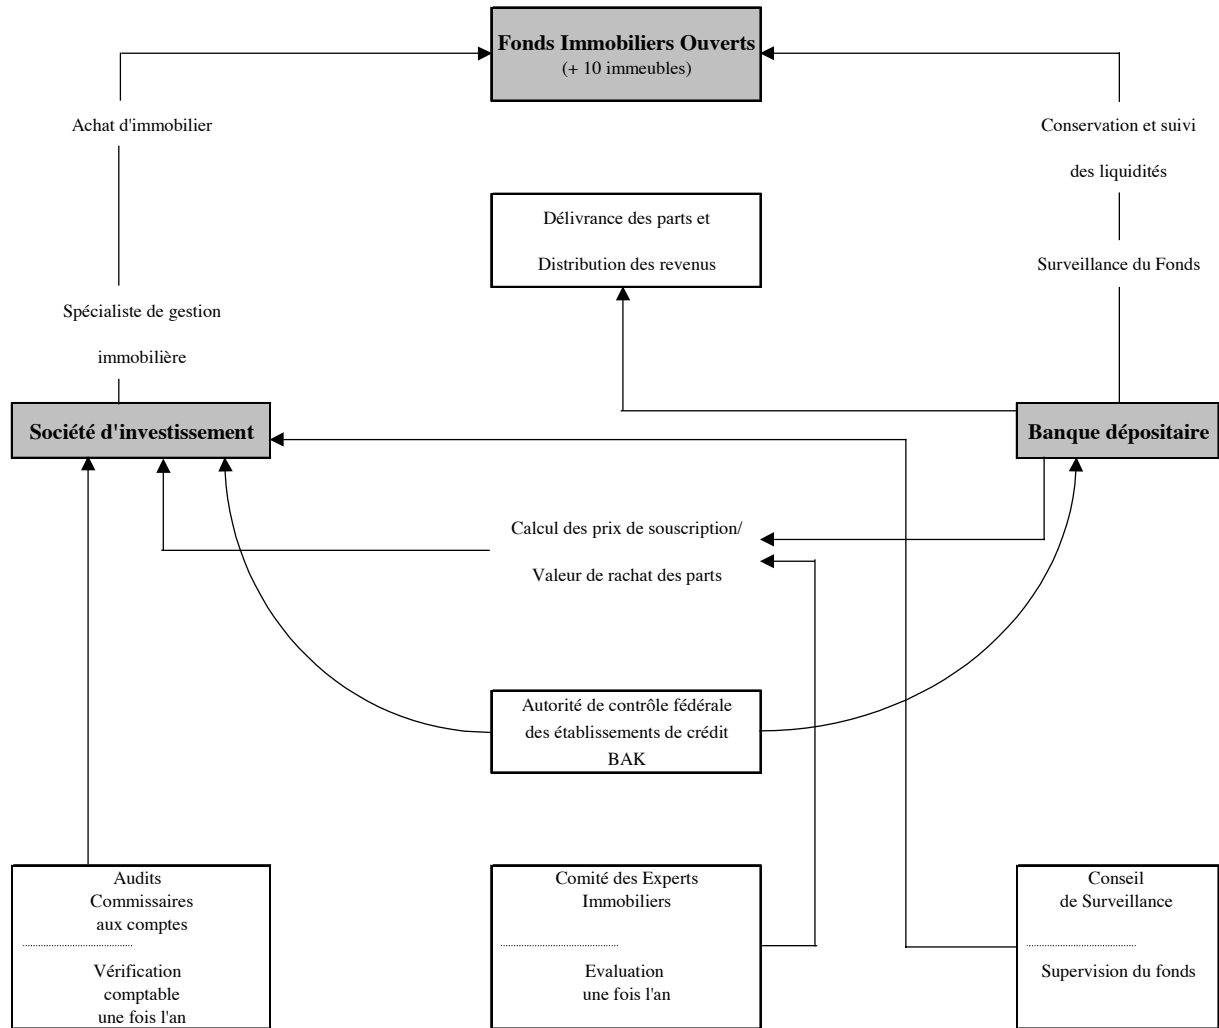 Fonds Immobiliers Ouverts
(+ 10 immeubles)
Achat d'immobilier
Conservation et suivi
des liquidités
Délivrance des parts et
Distribution des revenus
Surveillance du Fonds
Spécialiste de gestion
immobilière
Société d'investissement
Banque dépositaire
Calcul des prix de souscription/
Valeur de rachat des parts
Autorité de contrôle fédérale
des établissements de crédit
BAK
Audits
Commissaires
aux comptes
Vérification
comptable
une fois l'an
Comité des Experts
Immobiliers
Evaluation
une fois l'an
Conseil
de Surveillance
Supervision du fonds